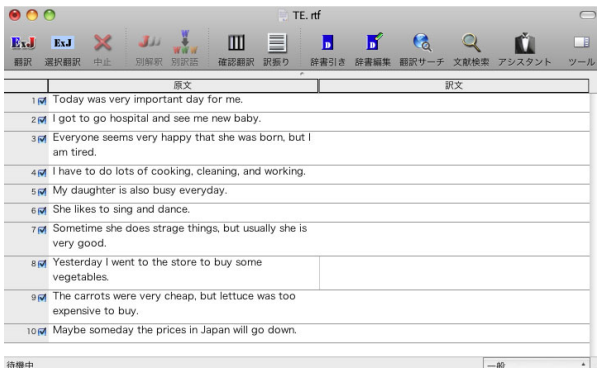 TE. rtf
ExJ ExJ
翻訳 選択翻訳 中止 別解釈 別訳語 確認翻訳 訳振り 辞書引き 辞書編集 翻訳サーチ 文献検索 アシスタント ツール
原文 訳文
1 Today was very important day for me.
2 I got to go hospital and see me new baby.
3 Everyone seems very happy that she was born, but I
am tired.
4 I have to do lots of cooking, cleaning, and working.
5 My daughter is also busy everyday.
6 She likes to sing and dance.
7 Sometime she does strage things, but usually she is
very good.
8 Yesterday I went to the store to buy some
vegetables.
9 The carrots were very cheap, but lettuce was too
expensive to buy.
10 Maybe someday the prices in Japan will go down.
待機中 一般